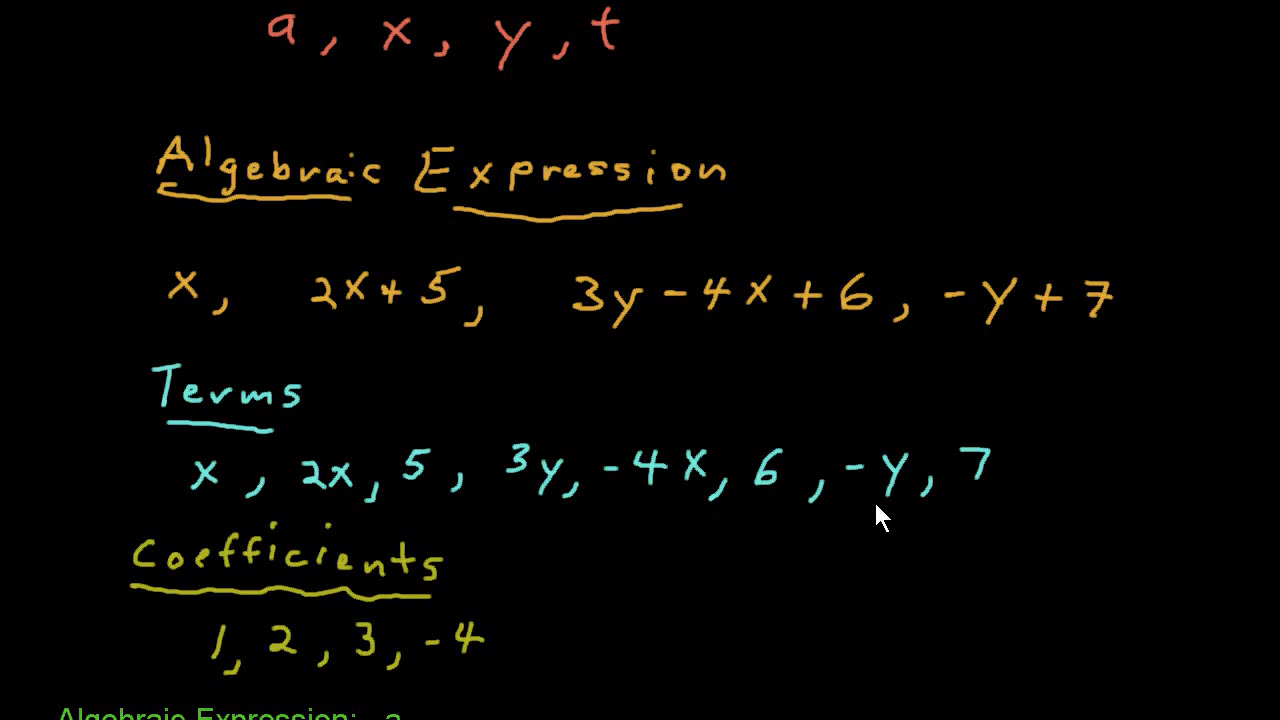 a, x, y, t
Algebraic Expression
x, 2x+5, 3y-4x+6, -y+7
Terms
x, 2x, 5, 3y, -4x, 6, -y, 7
Coefficients
1, 2, 3, -4
Algebraic Expression: a